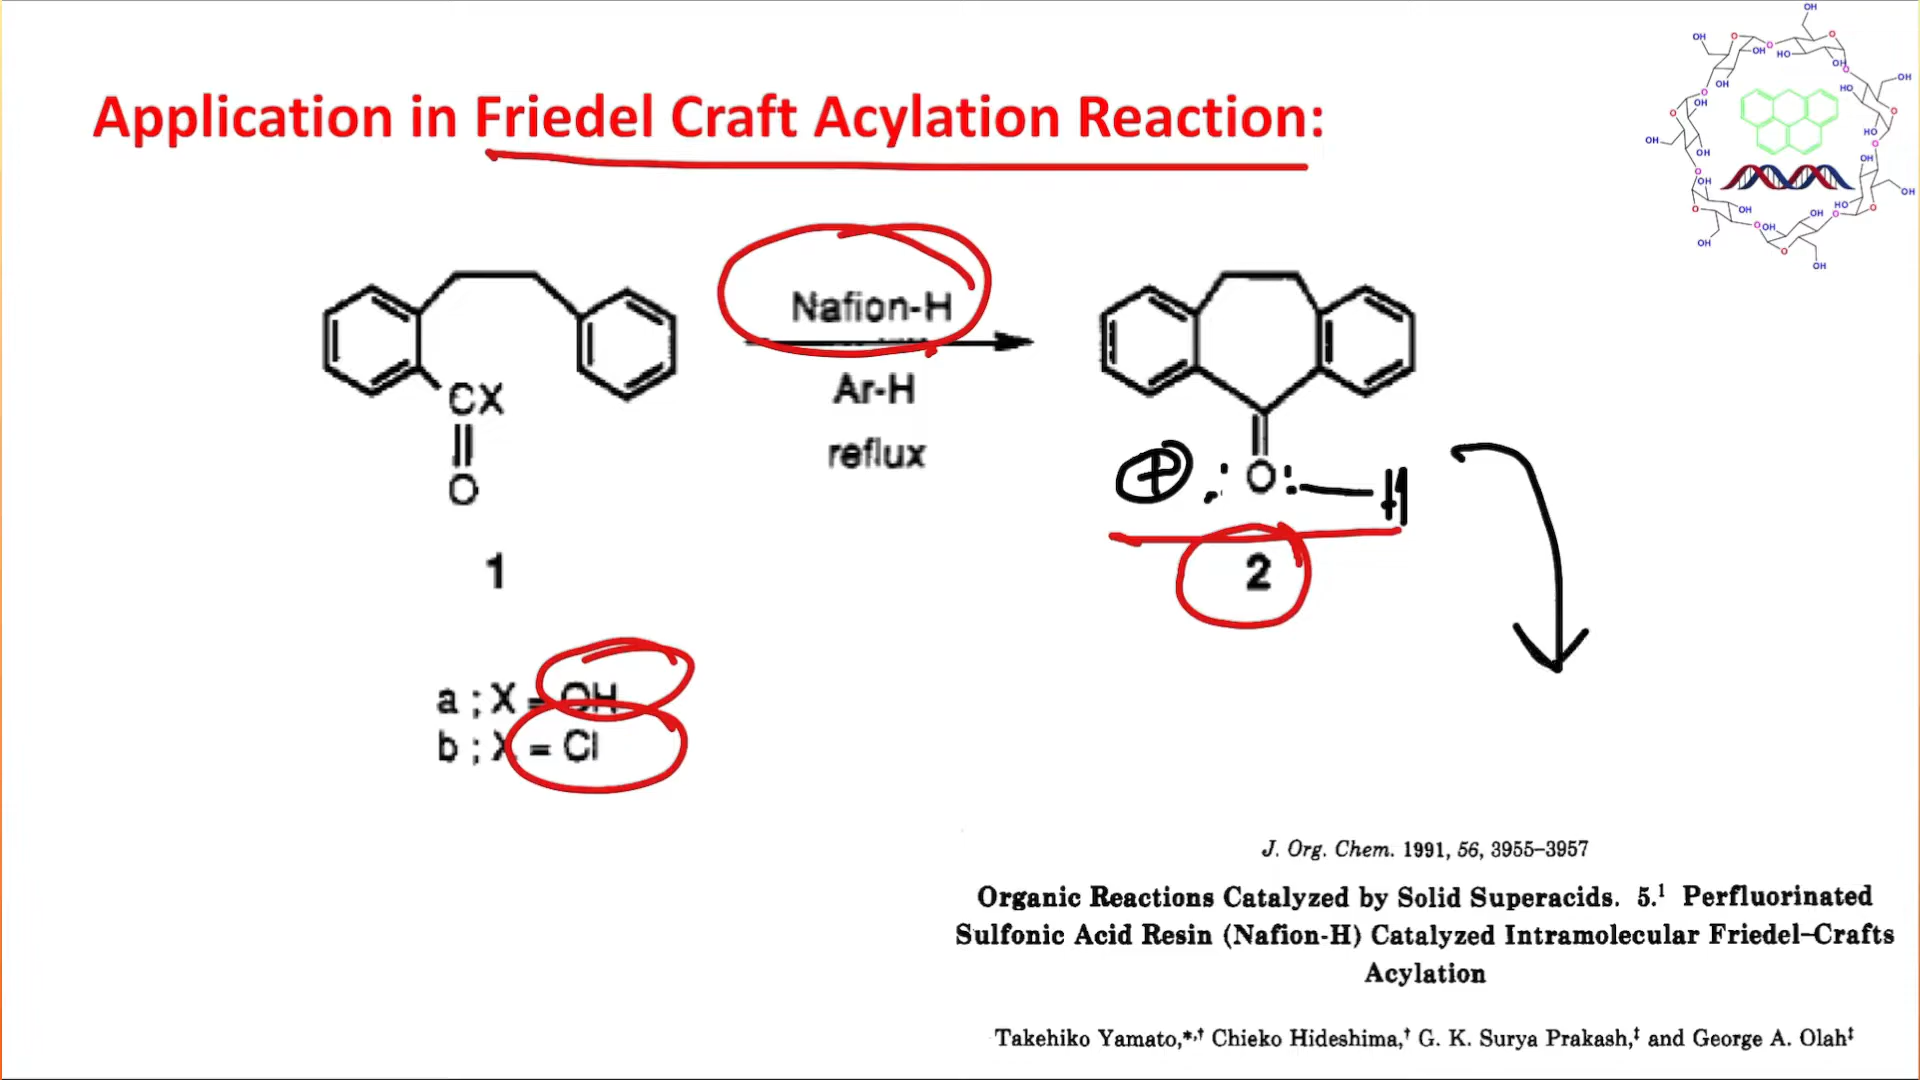 Application in Friedel Craft Acylation Reaction:
Nafion-H
Ar-H
reflux
CX
O
1
O
H
2
a ; X = OH
b ; X = Cl
J. Org. Chem. 1991, 56, 3955–3957
Organic Reactions Catalyzed by Solid Superacids. 5.¹ Perfluorinated
Sulfonic Acid Resin (Nafion-H) Catalyzed Intramolecular Friedel–Crafts
Acylation
Takehiko Yamato,*,† Chieko Hideshima,† G. K. Surya Prakash,‡ and George A. Olah‡